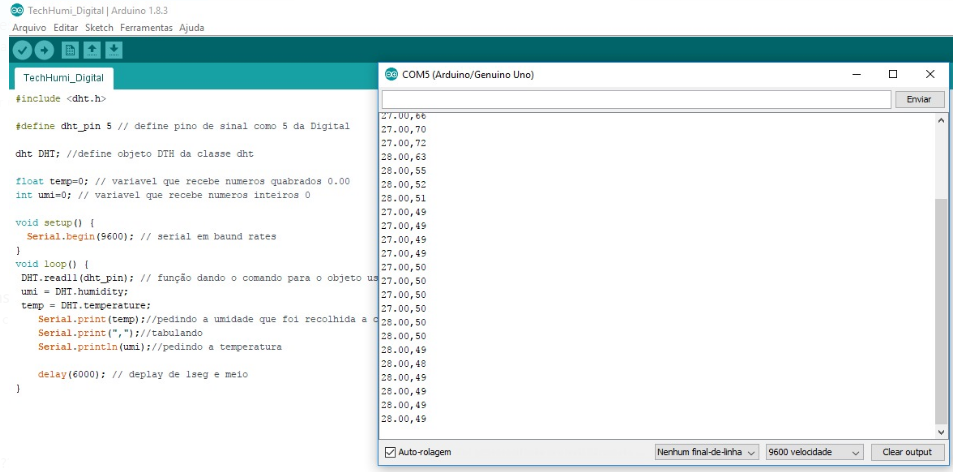 TechHumi_Digital | Arduino 1.8.3
Arquivo Editar Sketch Ferramentas Ajuda
TechHumi_Digital
#include <dht.h>
#define dht_pin 5 // define pino de sinal como 5 da Digital
dht DHT; //define objeto DTH da classe dht
float temp=0; // variavel que recebe numeros quabrados 0.00
int umi=0; // variavel que recebe numeros inteiros 0
void setup() {
Serial.begin(9600); // serial em baund rates
}
void loop() {
DHT.read11(dht_pin); // função dando o comando para o objeto us
umi = DHT.humidity;
temp = DHT.temperature;
Serial.print(temp);//pedindo a umidade que foi recolhida a c
Serial.print(",");//tabulando
Serial.println(umi);//pedindo a temperatura
delay(6000); // deplay de 1seg e meio
}
COM5 (Arduino/Genuino Uno)
Enviar
27.00,66
27.00,70
27.00,72
28.00,63
28.00,55
28.00,52
28.00,51
27.00,49
27.00,49
27.00,49
27.00,49
27.00,50
27.00,50
27.00,50
27.00,50
28.00,50
28.00,50
28.00,49
28.00,48
28.00,49
28.00,49
28.00,49
28.00,49
Auto-rolagem
Nenhum final-de-linha
9600 velocidade
Clear output